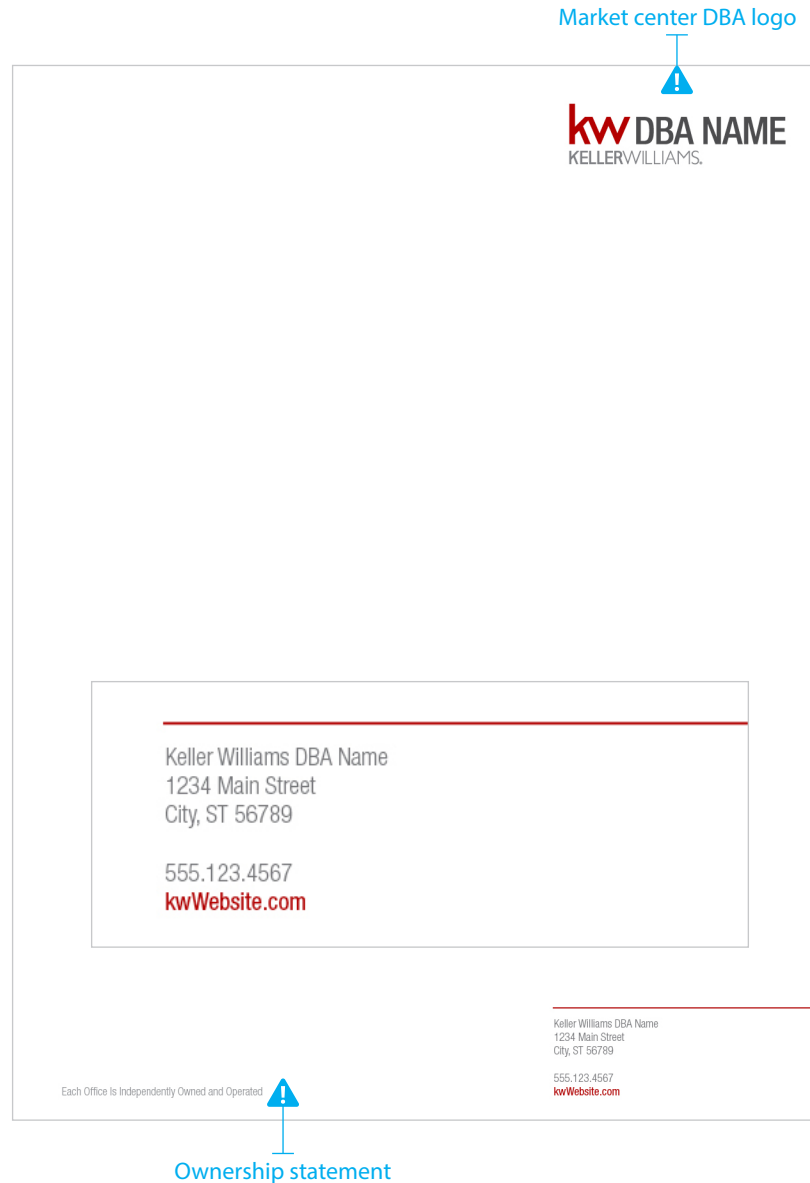 Market center DBA logo
kw DBA NAME
KELLERWILLIAMS.
Keller Williams DBA Name
1234 Main Street
City, ST 56789
555.123.4567
kwWebsite.com
Keller Williams DBA Name
1234 Main Street
City, ST 56789
555.123.4567
kwWebsite.com
Each Office Is Independently Owned and Operated
Ownership statement